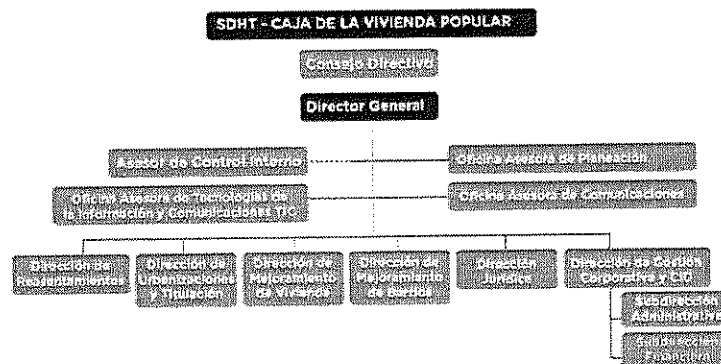 SDHT - CAJA DE LA VIVIENDA POPULAR
Consejo Directivo
Director General
Asesor de Control Interno
Oficina Asesora de Planeación
Oficina Asesora de Tecnologías de
la Información y Comunicaciones TIC
Oficina Asesora de Comunicaciones
Dirección de
Reasentamientos
Dirección de
Urbanizaciones
y Titulación
Dirección de
Mejoramiento
de Vivienda
Dirección de
Mejoramiento
de Barrios
Dirección
Jurídica
Dirección de Gestión
Corporativa y CID
Subdirección
Administrativa
Subdirección
Financiera